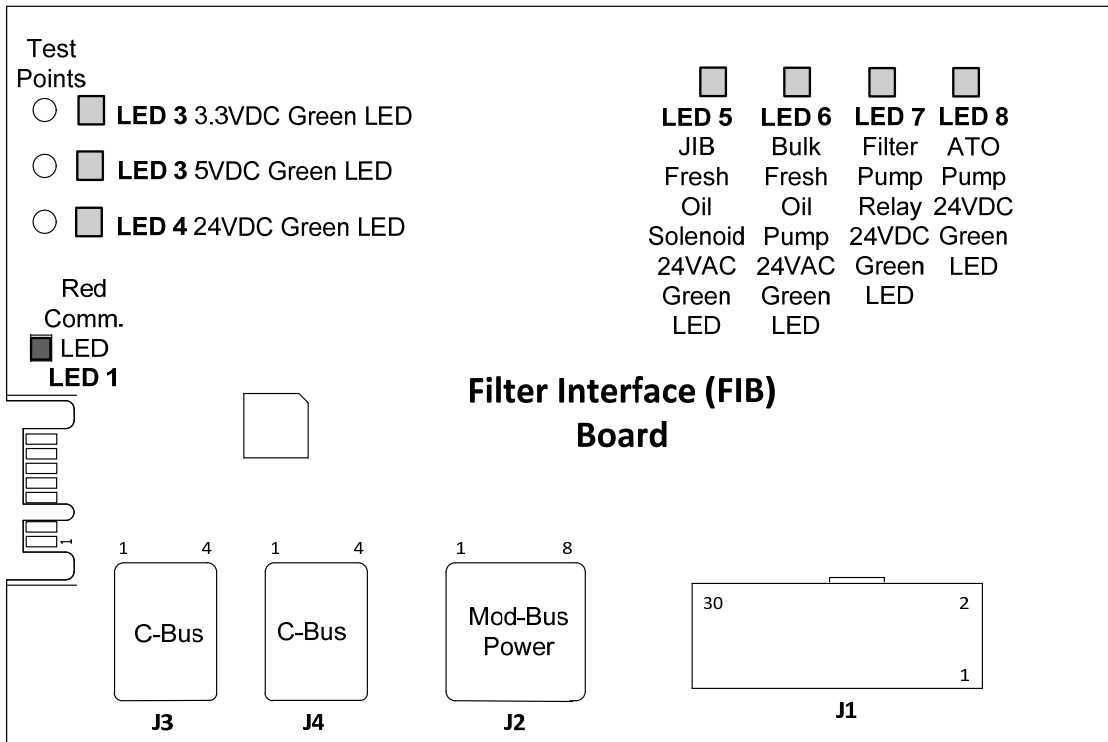 Test
Points
LED 3 3.3VDC Green LED
LED 3 5VDC Green LED
LED 4 24VDC Green LED
Red
Comm.
LED
LED 1
LED 5
JIB
Fresh
Oil
Solenoid
24VAC
Green
LED
LED 6
Bulk
Fresh
Oil
Pump
24VAC
Green
LED
LED 7
Filter
Pump
Relay
24VDC
Green
LED
LED 8
ATO
Pump
24VDC
Green
LED
Filter Interface (FIB)
Board
1
1 4
C-Bus
J3
1 4
C-Bus
J4
1 8
Mod-Bus
Power
J2
30 2
1
J1